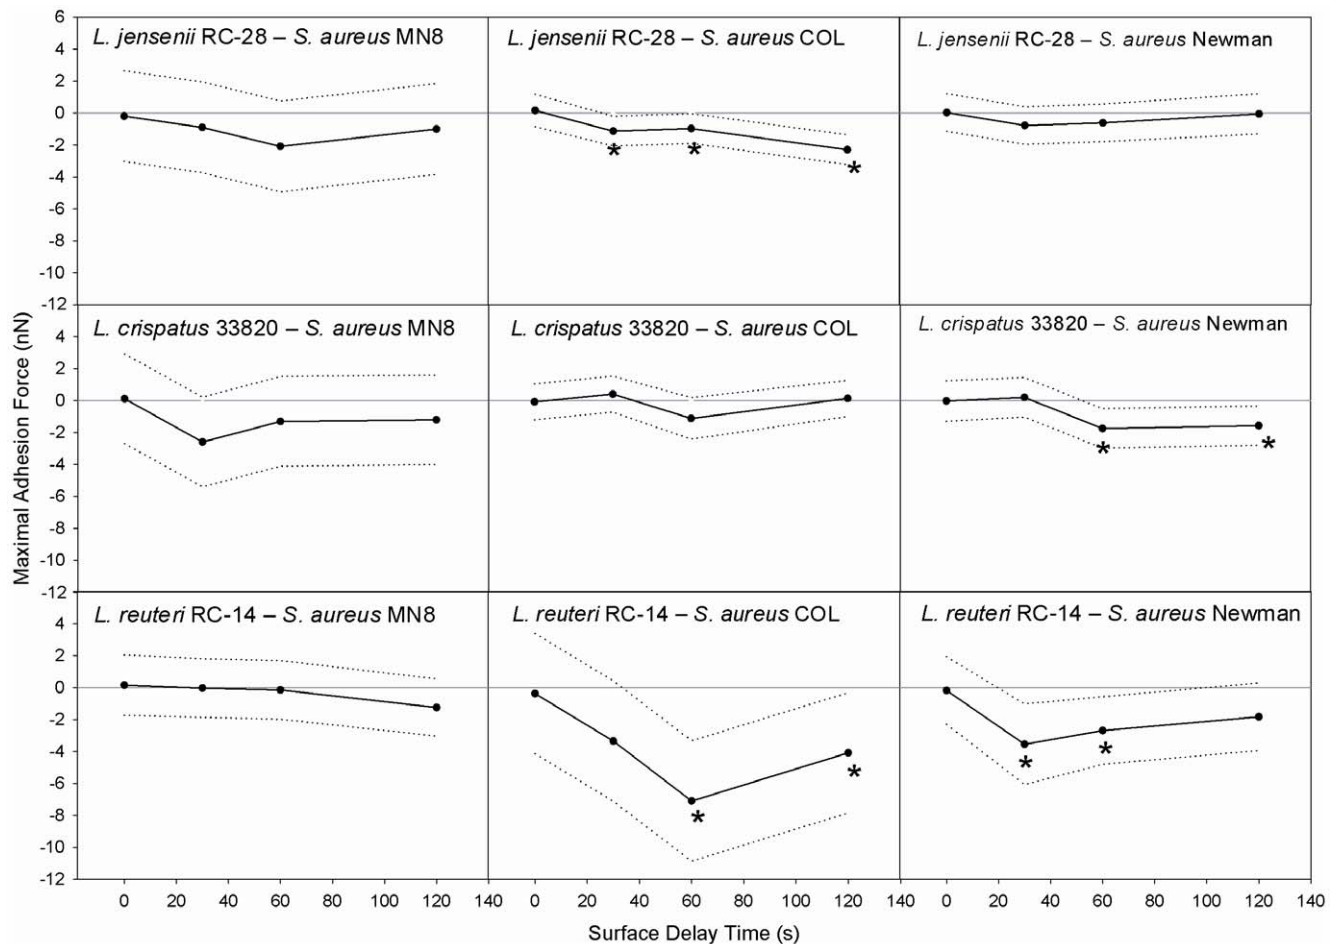 L. jensenii RC-28 – S. aureus MN8
L. jensenii RC-28 – S. aureus COL
L. jensenii RC-28 – S. aureus Newman
6
4
2
0
-2
-4
-6
-8
-10
-12
L. crispatus 33820 – S. aureus MN8
L. crispatus 33820 – S. aureus COL
L. crispatus 33820 – S. aureus Newman
4
2
0
-2
-4
-6
-8
-10
-12
L. reuteri RC-14 – S. aureus MN8
L. reuteri RC-14 – S. aureus COL
L. reuteri RC-14 – S. aureus Newman
4
2
0
-2
-4
-6
-8
-10
-12
* * *
* *
* *
* *
Maximal Adhesion Force (nN)
0 20 40 60 80 100 120 140 0 20 40 60 80 100 120 140 0 20 40 60 80 100 120 140
Surface Delay Time (s)